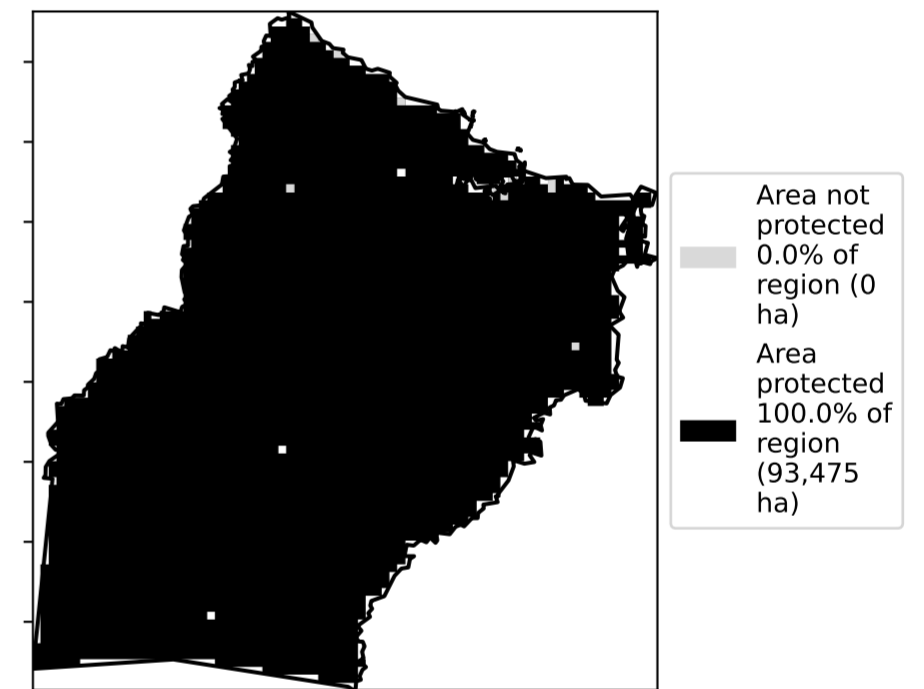 Area not
protected
0.0% of
region (0
ha)
Area
protected
100.0% of
region
(93,475
ha)